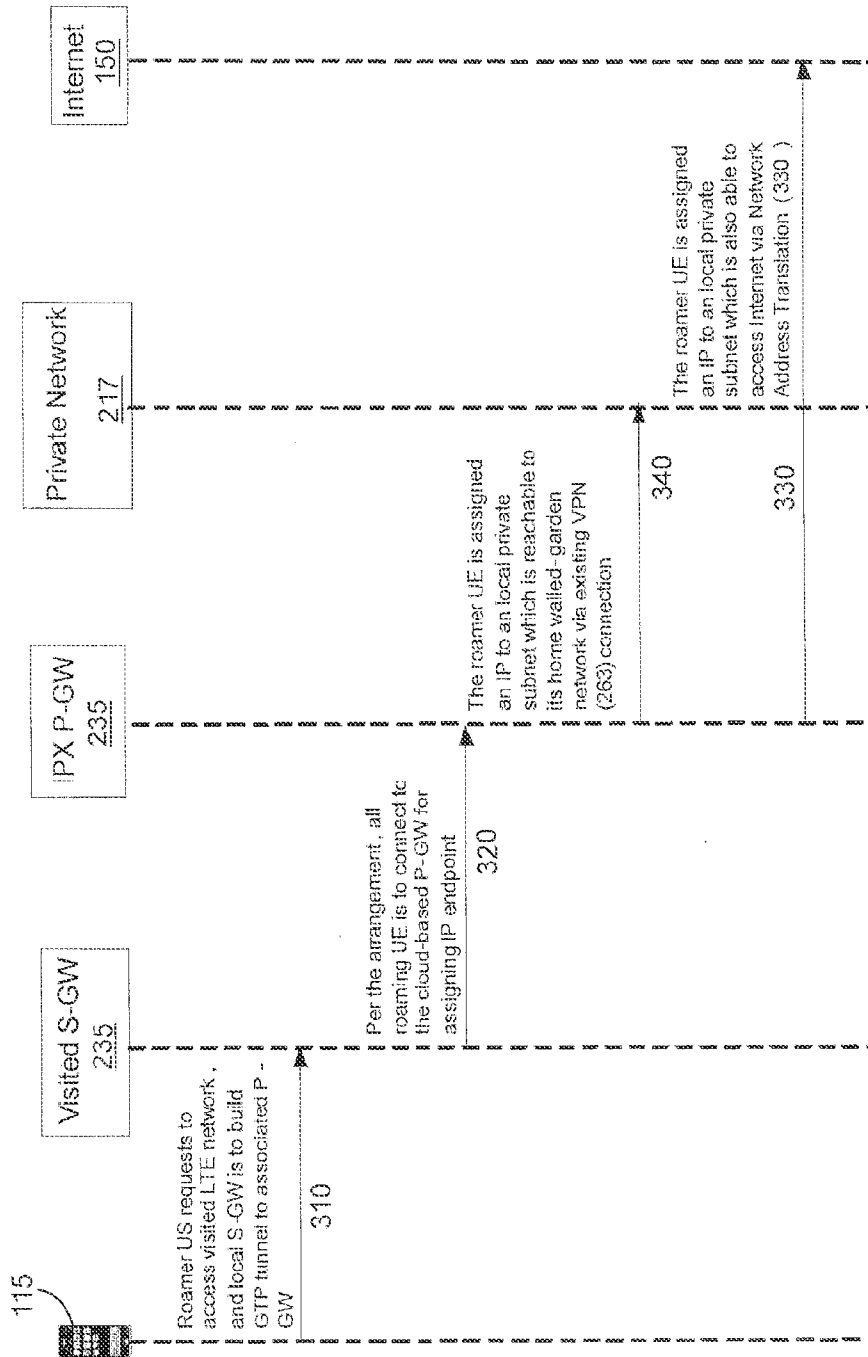 115
Visited S-GW
235
IPX P-GW
235
Private Network
217
Internet
150
Roamer US requests to
access visited LTE network ,
and local S-GW is to build
GTP tunnel to associated P -
GW
310
Per the arrangement , all
roaming UE is to connect to
the cloud-based P-GW for
assigning IP endpoint
320
The roamer UE is assigned
an IP to an local private
subnet which is reachable to
its home walled-garden
network via existing VPN
(263) connection
340
The roamer UE is assigned
an IP to an local private
subnet which is also able to
access Internet via Network
Address Translation ( 330 )
330